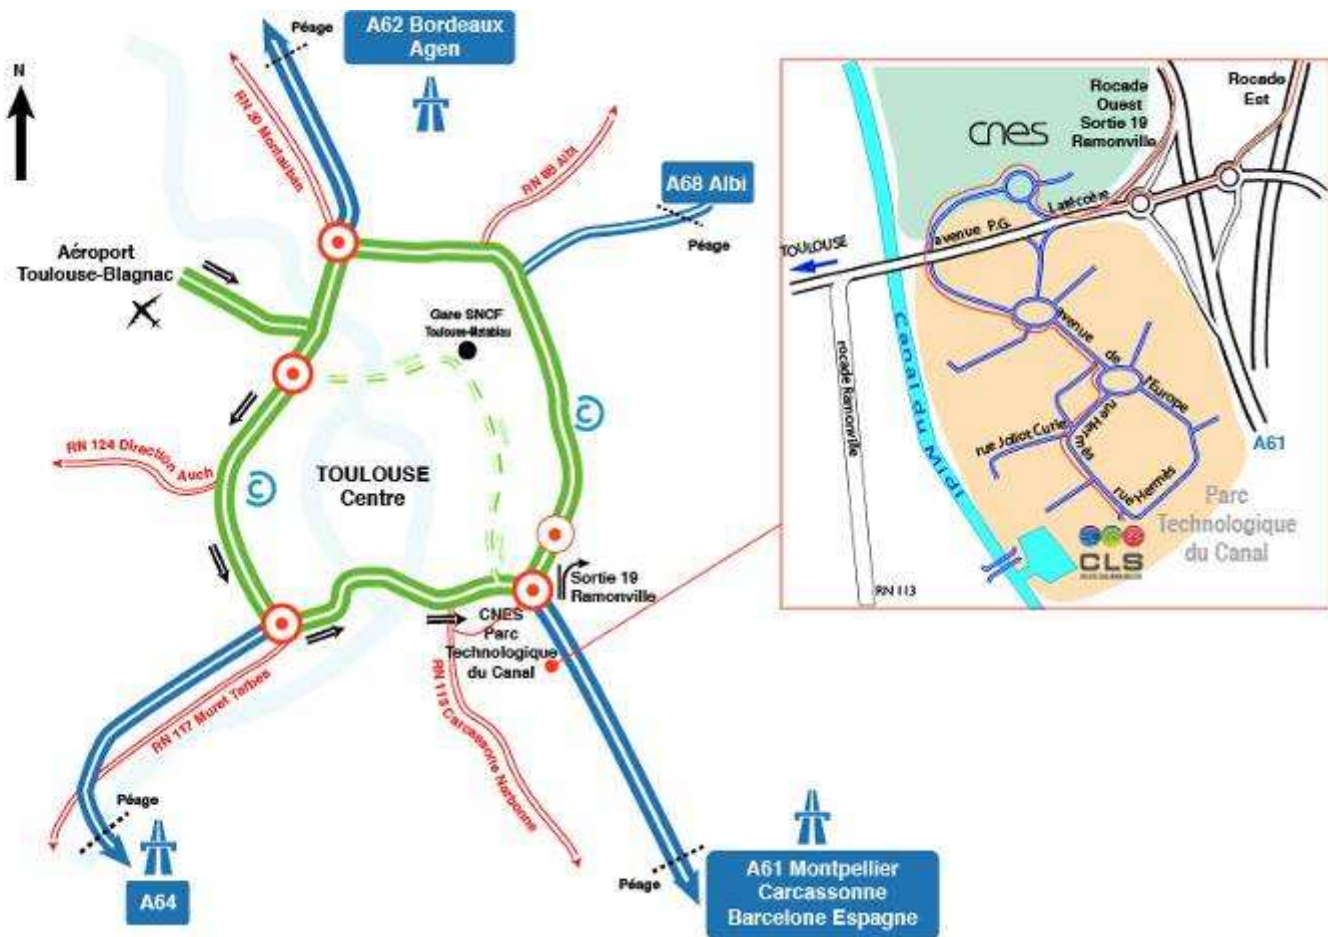 N
Péage
A62 Bordeaux
Agen
RN 20 Montauban
RN 88 Albi
A68 Albi
Péage
Aéroport
Toulouse-Blagnac
Gare SNCF
Toulouse-Matabiau
RN 124 Direction
Auch
TOULOUSE
Centre
Sortie 19
Ramonville
CNES
Parc
Technologique
du Canal
RN 117 Muret Tarbes
RN 113 Carcassonne Narbonne
Péage
A64
Péage
A61 Montpellier
Carcassonne
Barcelone Espagne
Rocade
Ouest
Sortie 19
Ramonville
Rocade
Est
cnes
TOULOUSE
avenue P.G.
Latécoère
Canal du Midi
rocade Ramonville
avenue de l'Europe
rue Joliot Curie
rue Hermès
rue Hermès
A61
Parc
Technologique
du Canal
CLS
RN 113